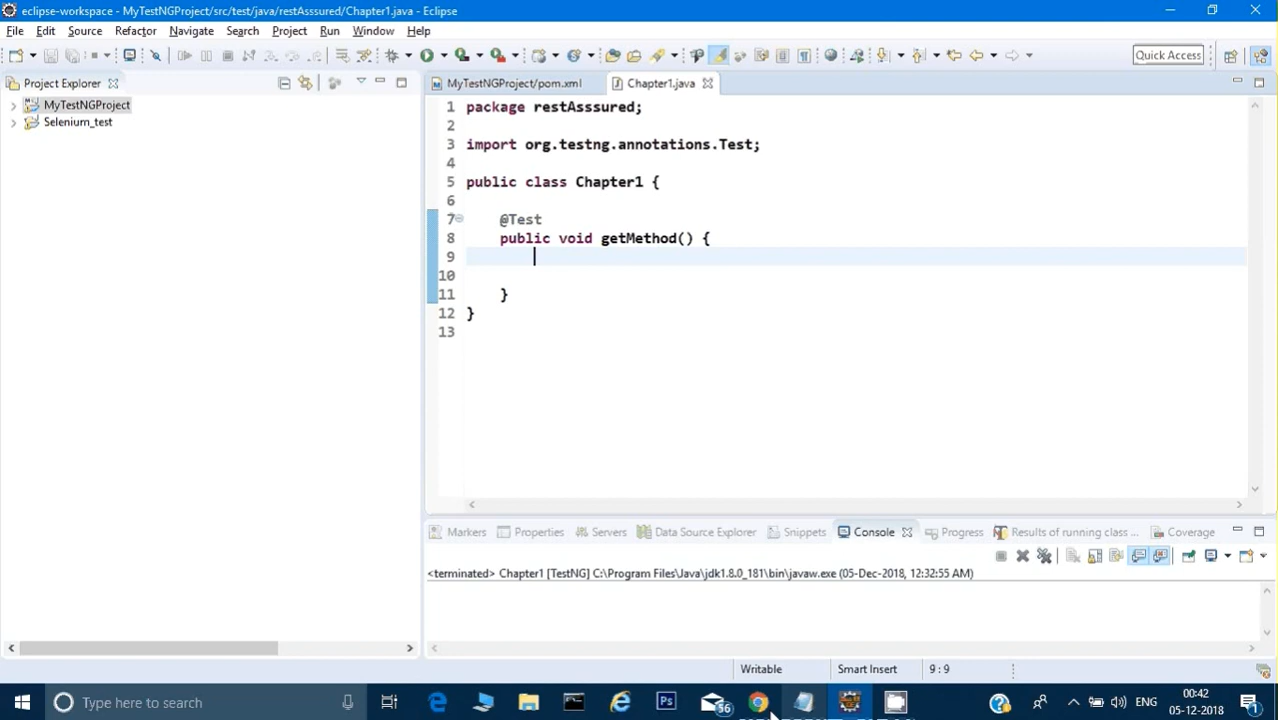 eclipse-workspace - MyTestNGProject/src/test/java/restAsssured/Chapter1.java - Eclipse
File Edit Source Refactor Navigate Search Project Run Window Help
Quick Access
Project Explorer
MyTestNGProject/pom.xml
Chapter1.java
MyTestNGProject
Selenium_test
1 package restAsssured;
2
3 import org.testng.annotations.Test;
4
5 public class Chapter1 {
6
7 @Test
8 public void getMethod() {
9
10
11 }
12 }
13
Markers Properties Servers Data Source Explorer Snippets Console Progress Results of running class ... Coverage
<terminated> Chapter1 [TestNG] C:\Program Files\Java\jdk1.8.0_181\bin\javaw.exe (05-Dec-2018, 12:32:55 AM)
Writable Smart Insert 9 : 9
Type here to search
Ps
ENG
00:42
05-12-2018